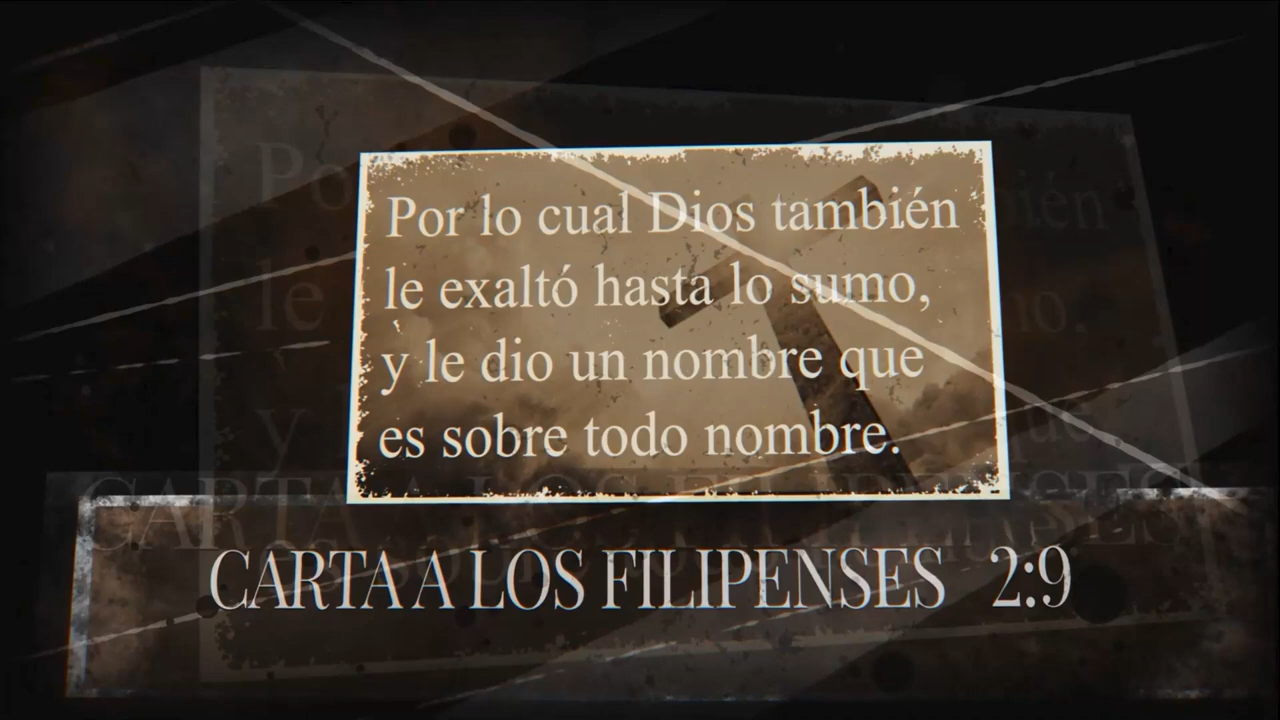 Por lo cual Dios también
le exaltó hasta lo sumo,
y le dio un nombre que
es sobre todo nombre.
CARTA A LOS FILIPENSES 2:9